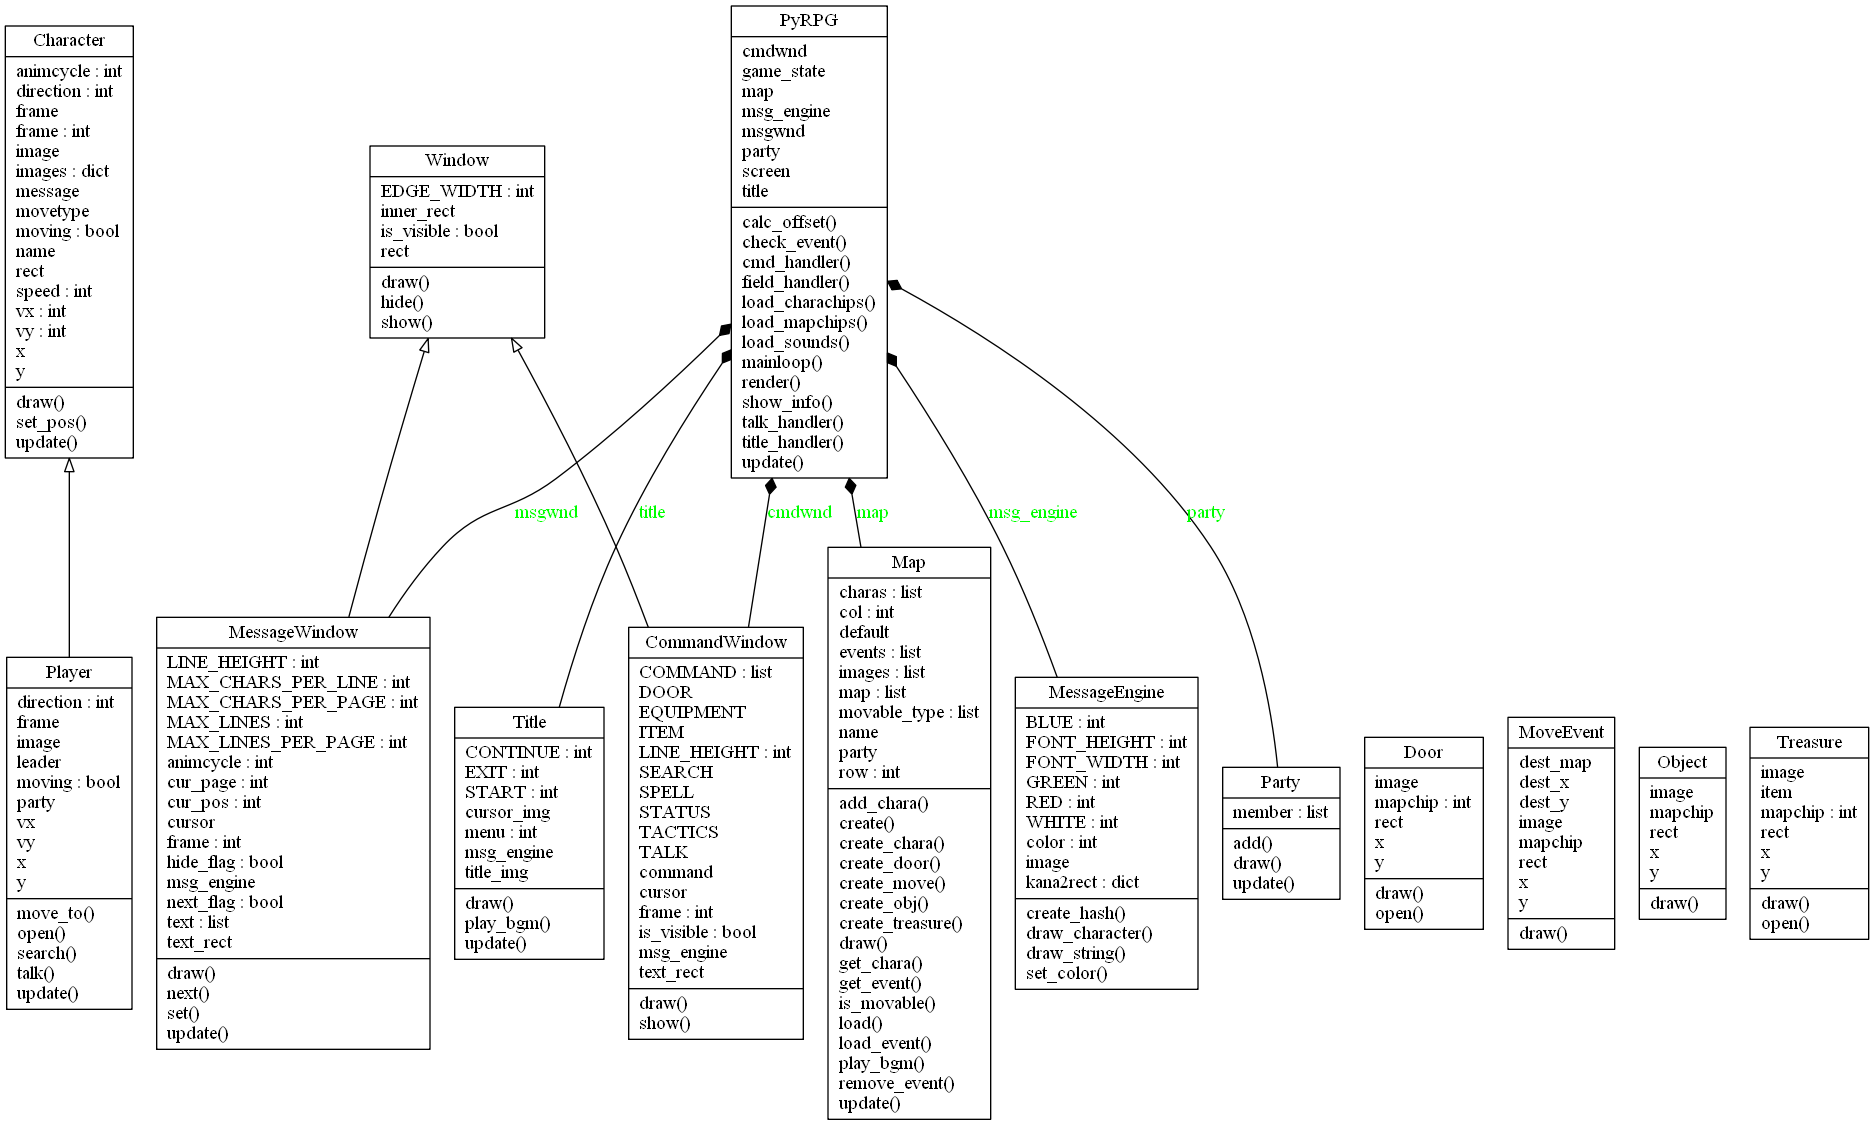 Character
animcycle : int
direction : int
frame
frame : int
image
images : dict
message
movetype
moving : bool
name
rect
speed : int
vx : int
vy : int
x
y
draw()
set_pos()
update()
Window
EDGE_WIDTH : int
inner_rect
is_visible : bool
rect
draw()
hide()
show()
PyRPG
cmdwnd
game_state
map
msg_engine
msgwnd
party
screen
title
calc_offset()
check_event()
cmd_handler()
field_handler()
load_charachips()
load_mapchips()
load_sounds()
mainloop()
render()
show_info()
talk_handler()
title_handler()
update()
msgwnd
title
cmdwnd
map
msg_engine
party
Player
direction : int
frame
image
leader
moving : bool
party
vx
vy
x
y
move_to()
open()
search()
talk()
update()
MessageWindow
LINE_HEIGHT : int
MAX_CHARS_PER_LINE : int
MAX_CHARS_PER_PAGE : int
MAX_LINES : int
MAX_LINES_PER_PAGE : int
animcycle : int
cur_page : int
cur_pos : int
cursor
frame : int
hide_flag : bool
msg_engine
next_flag : bool
text : list
text_rect
draw()
next()
set()
update()
Title
CONTINUE : int
EXIT : int
START : int
cursor_img
menu : int
msg_engine
title_img
draw()
play_bgm()
update()
CommandWindow
COMMAND : list
DOOR
EQUIPMENT
ITEM
LINE_HEIGHT : int
SEARCH
SPELL
STATUS
TACTICS
TALK
command
cursor
frame : int
is_visible : bool
msg_engine
text_rect
draw()
show()
Map
charas : list
col : int
default
events : list
images : list
map : list
movable_type : list
name
party
row : int
add_chara()
create()
create_chara()
create_door()
create_move()
create_obj()
create_treasure()
draw()
get_chara()
get_event()
is_movable()
load()
load_event()
play_bgm()
remove_event()
update()
MessageEngine
BLUE : int
FONT_HEIGHT : int
FONT_WIDTH : int
GREEN : int
RED : int
WHITE : int
color : int
image
kana2rect : dict
create_hash()
draw_character()
draw_string()
set_color()
Party
member : list
add()
draw()
update()
Door
image
mapchip : int
rect
x
y
draw()
open()
MoveEvent
dest_map
dest_x
dest_y
image
mapchip
rect
x
y
draw()
Object
image
mapchip
rect
x
y
draw()
Treasure
image
item
mapchip : int
rect
x
y
draw()
open()